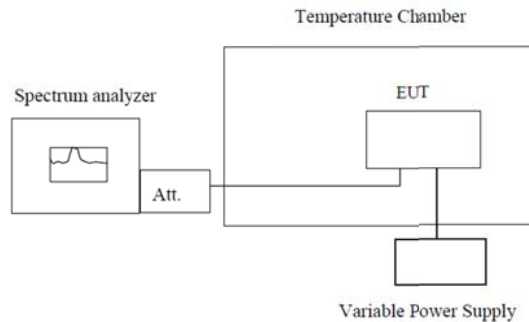 Temperature Chamber
Spectrum analyzer
EUT
Att.
Variable Power Supply